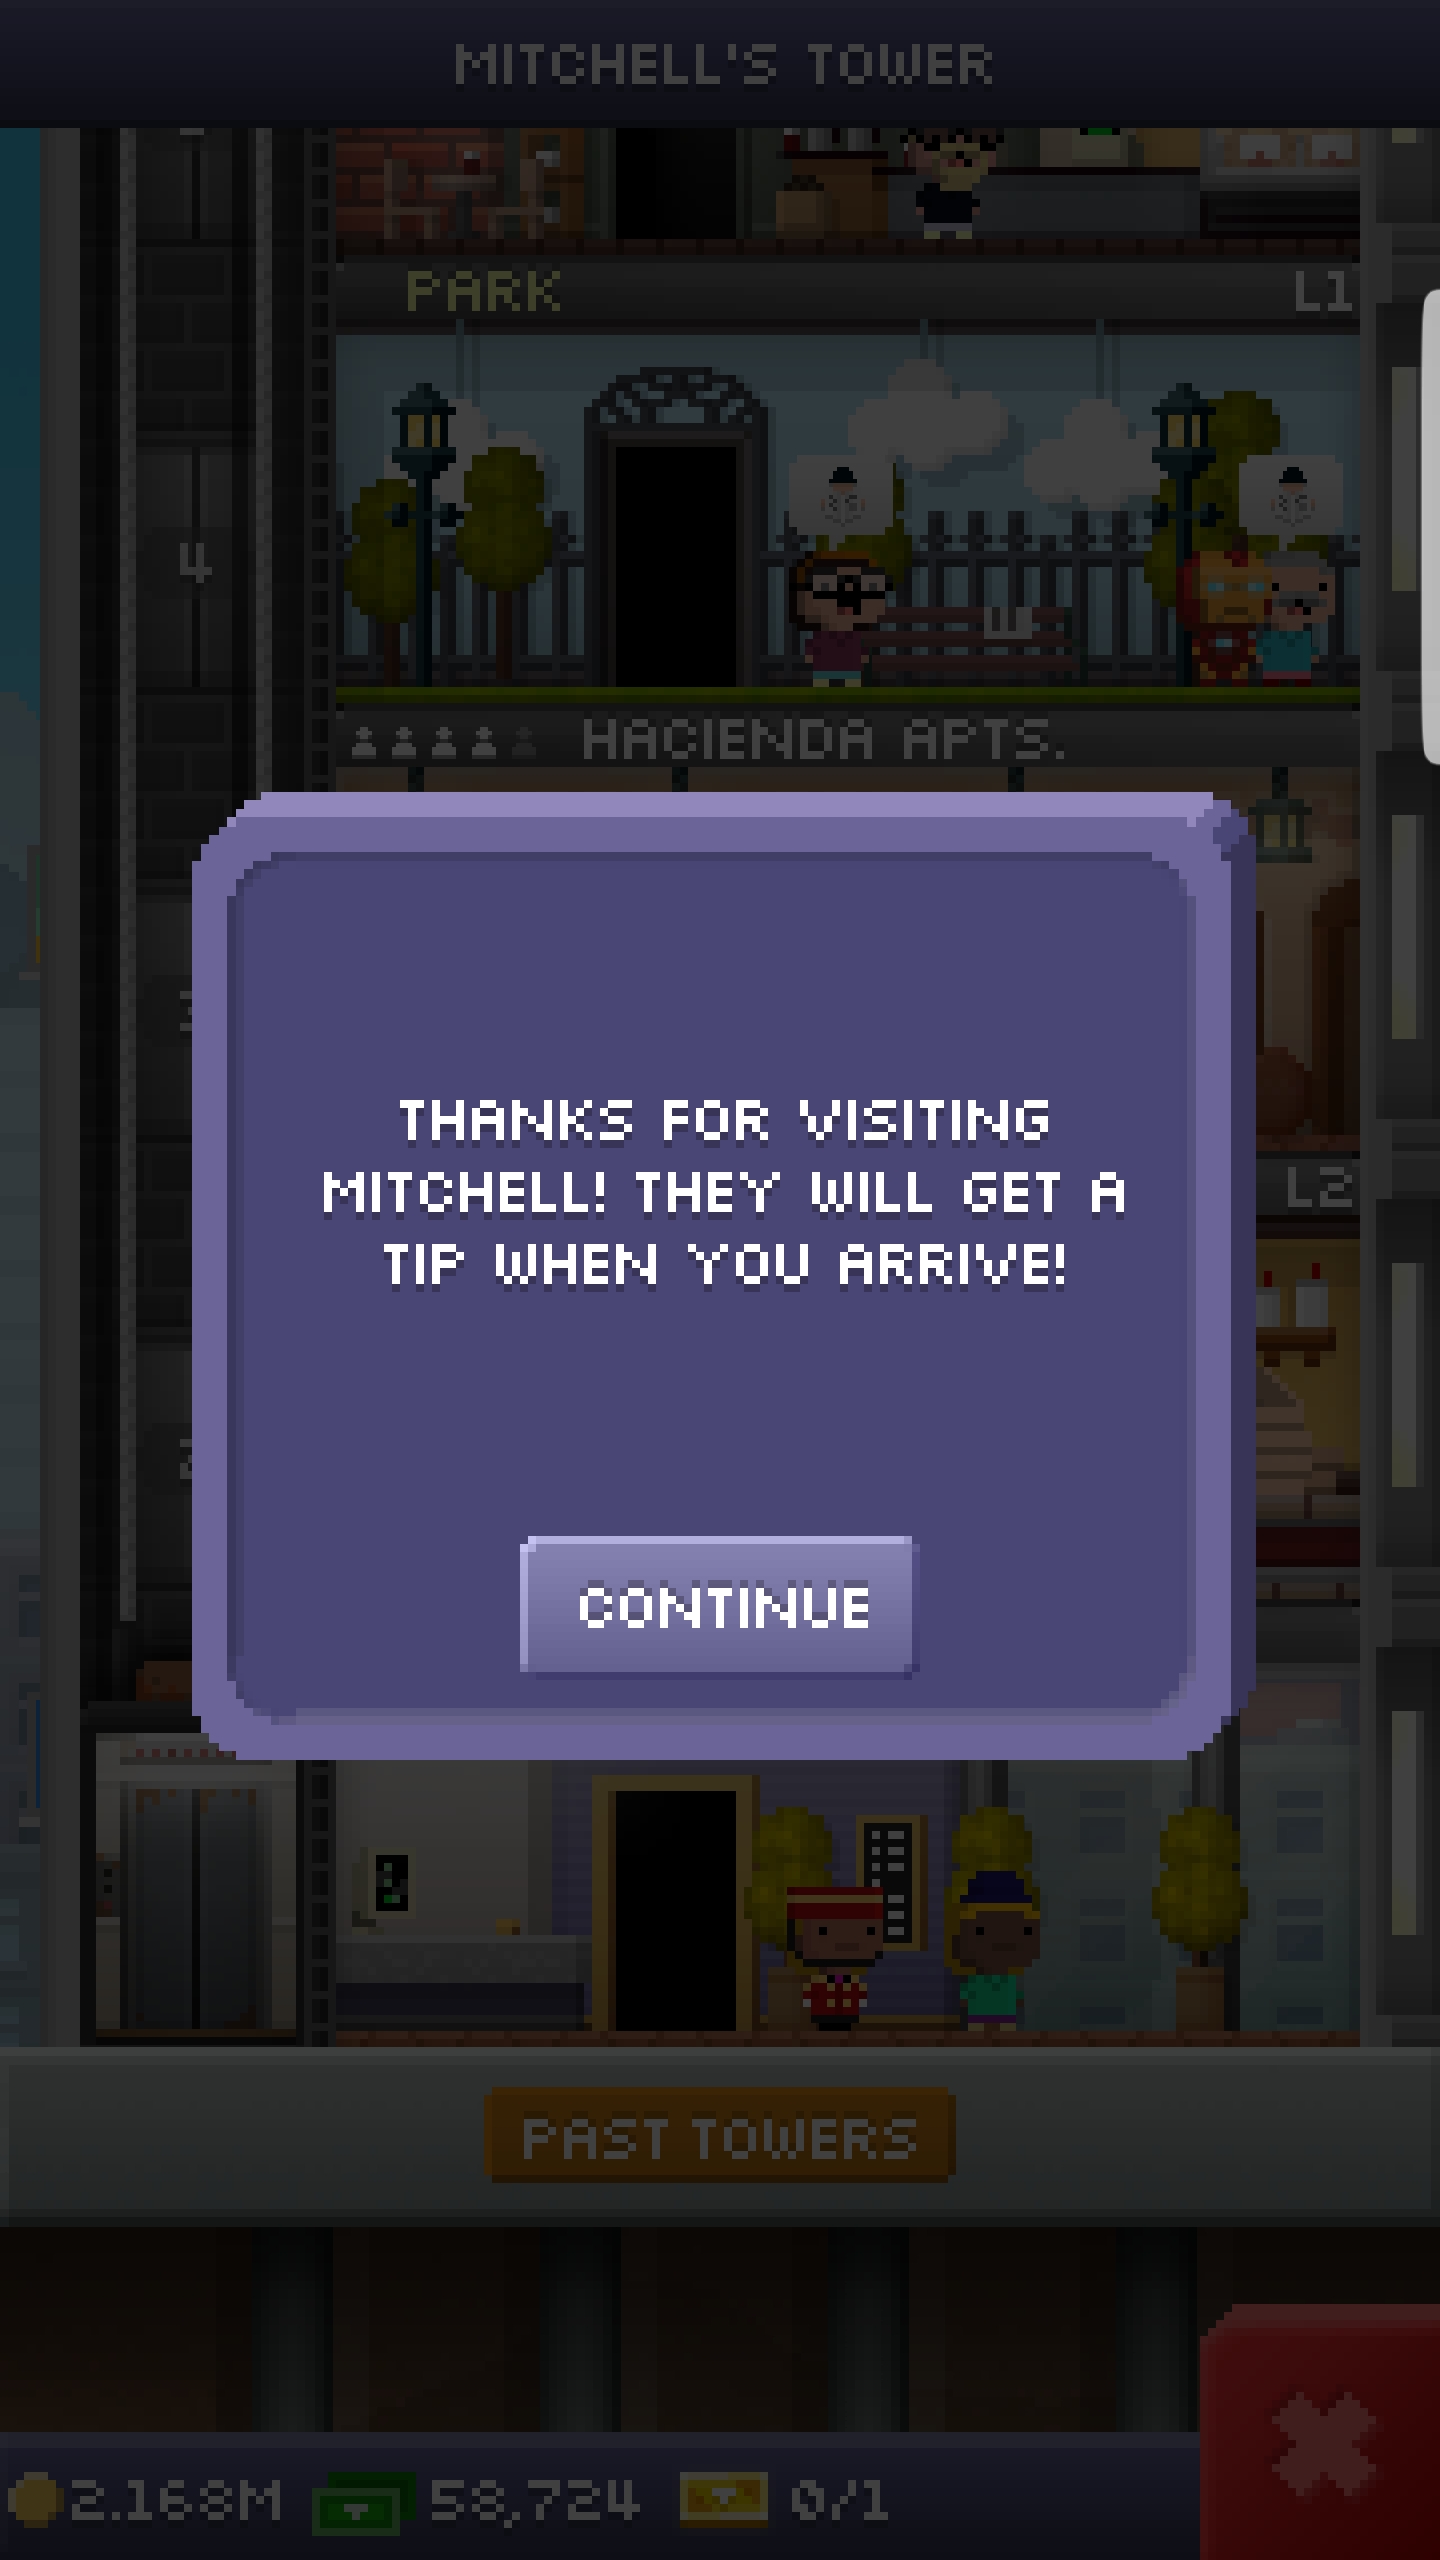 MITCHELL'S TOWER
PARK
L1
4
HACIENDA APTS.
THANKS FOR VISITING
MITCHELL! THEY WILL GET A
TIP WHEN YOU ARRIVE!
L2
CONTINUE
PAST TOWERS
2.168M 58,724 0/1